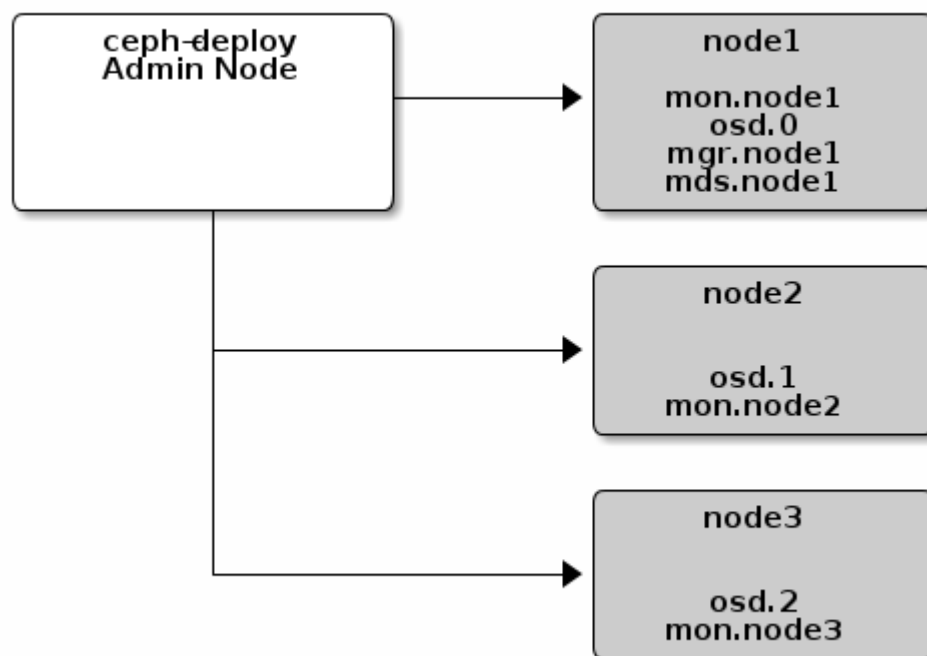 ceph-deploy
Admin Node
node1
mon.node1
osd.0
mgr.node1
mds.node1
node2
osd.1
mon.node2
node3
osd.2
mon.node3